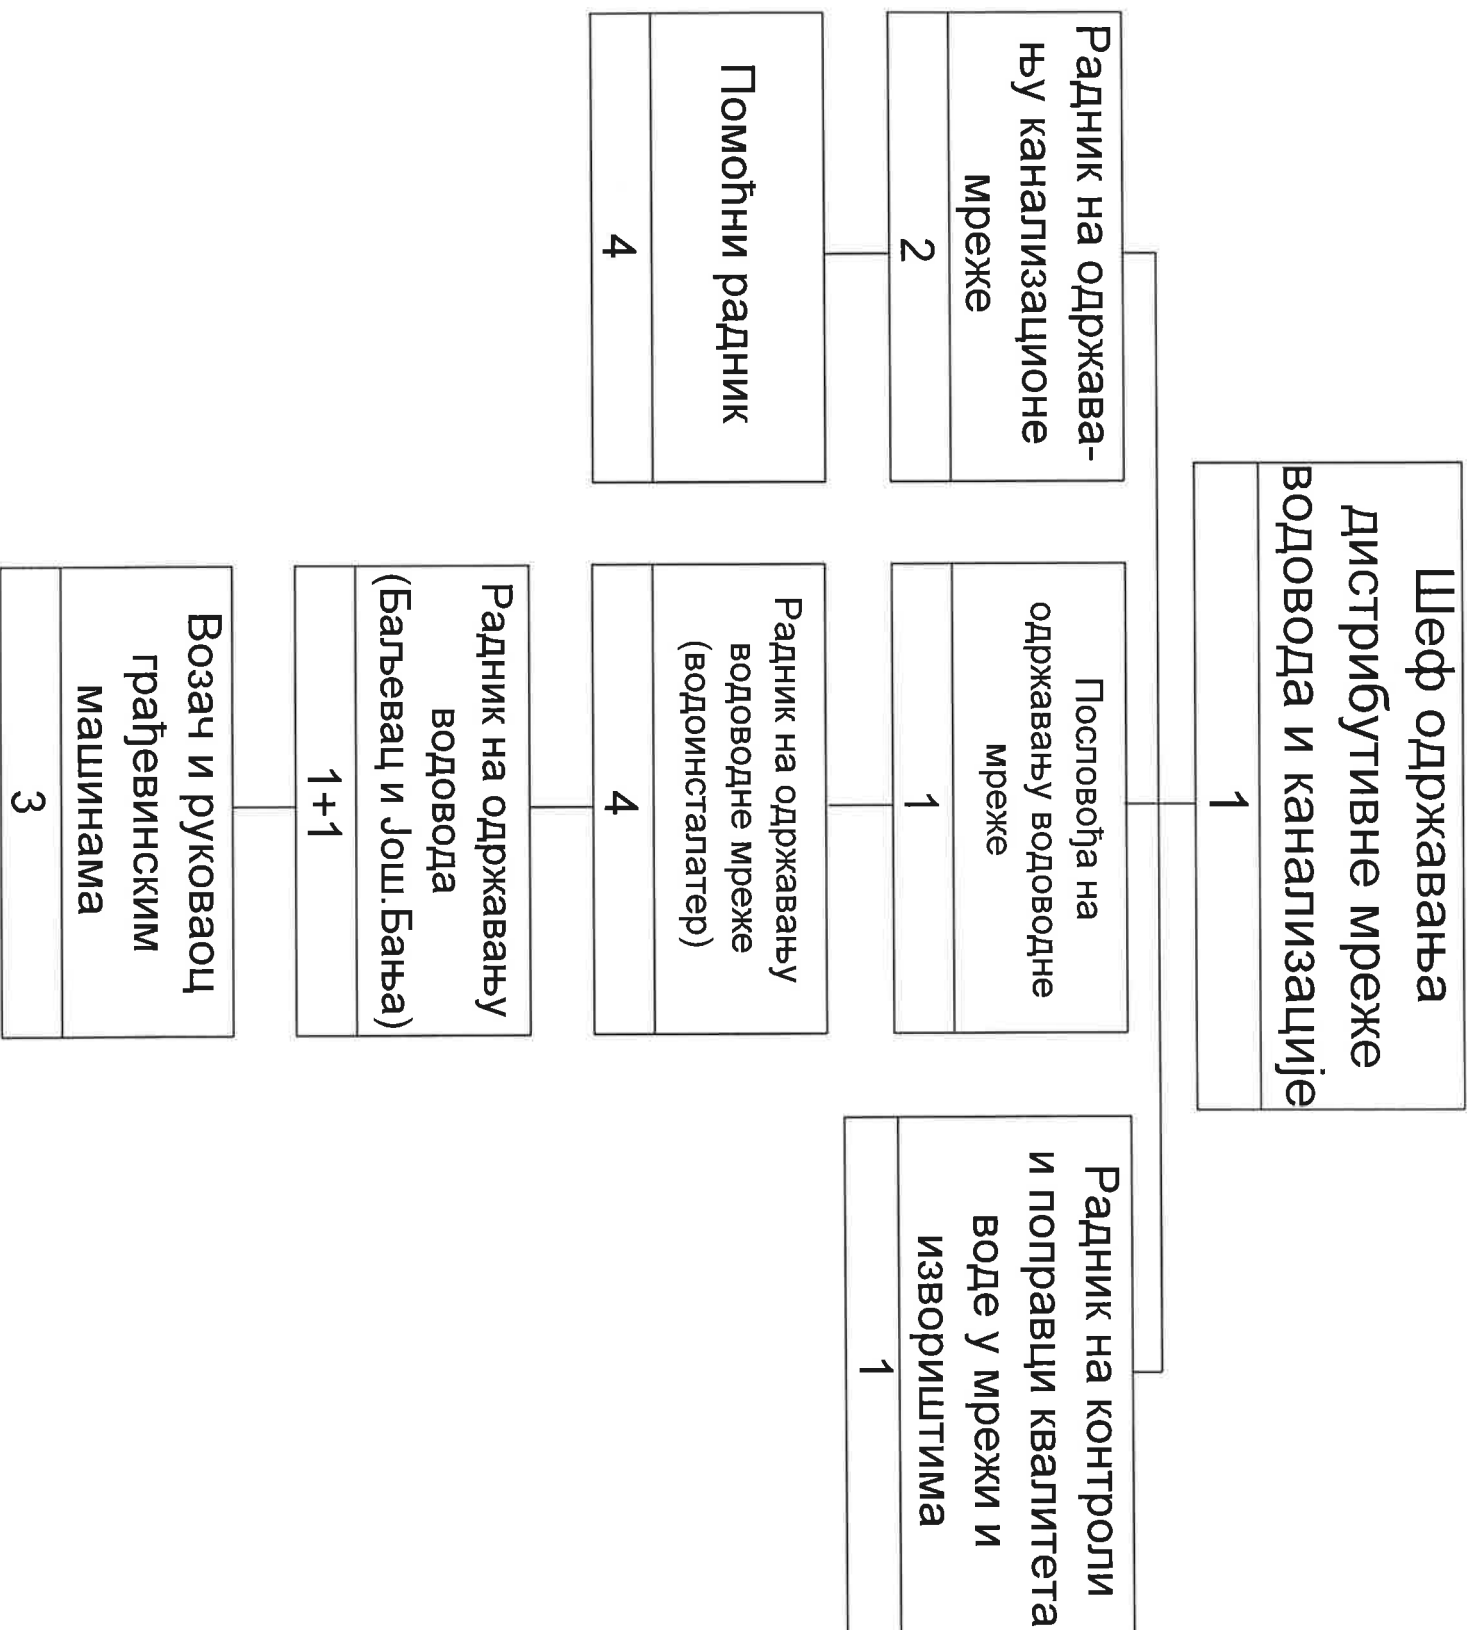 Шеф одржавања
дистрибутивне мреже
водовода и канализације
1
Радник на одржава-
њу канализационе
мреже
2
Помоћни радник
4
Пословођа на
одржавању водоводне
мреже
1
Радник на одржавању
водоводне мреже
(водоинсталатер)
4
Радник на одржавању
водовода
(Баљевац и Још.Бања)
1+1
Возач и руковаоц
грађевинским
машинама
3
Радник на контроли
и поправци квалитета
воде у мрежи и
извориштима
1